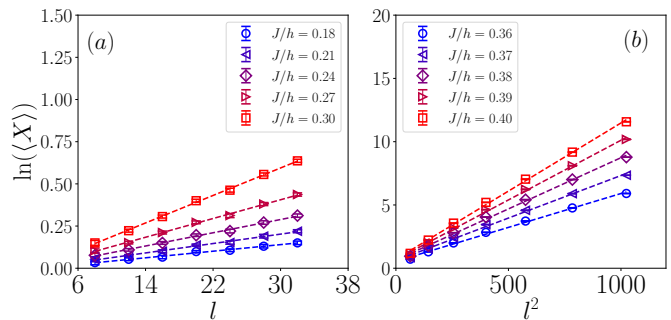 1.50
1.25
1.00
0.75
0.50
0.25
0.00
6
14
22
30
38
ln(⟨X⟩)
l
(a)
J/h = 0.18
J/h = 0.21
J/h = 0.24
J/h = 0.27
J/h = 0.30
20
15
10
5
0
0
500
1000
l²
(b)
J/h = 0.36
J/h = 0.37
J/h = 0.38
J/h = 0.39
J/h = 0.40